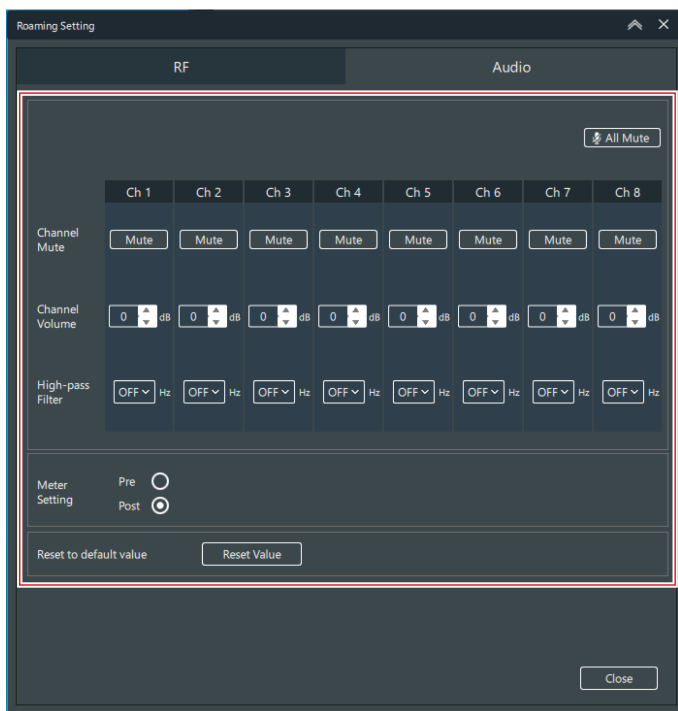 Roaming Setting
RF Audio
All Mute
Ch 1 Ch 2 Ch 3 Ch 4 Ch 5 Ch 6 Ch 7 Ch 8
Channel
Mute
Mute Mute Mute Mute Mute Mute Mute Mute
Channel
Volume
0 dB 0 dB 0 dB 0 dB 0 dB 0 dB 0 dB 0 dB
High-pass
Filter
OFF Hz OFF Hz OFF Hz OFF Hz OFF Hz OFF Hz OFF Hz OFF Hz
Meter
Setting
Pre
Post
Reset to default value Reset Value
Close